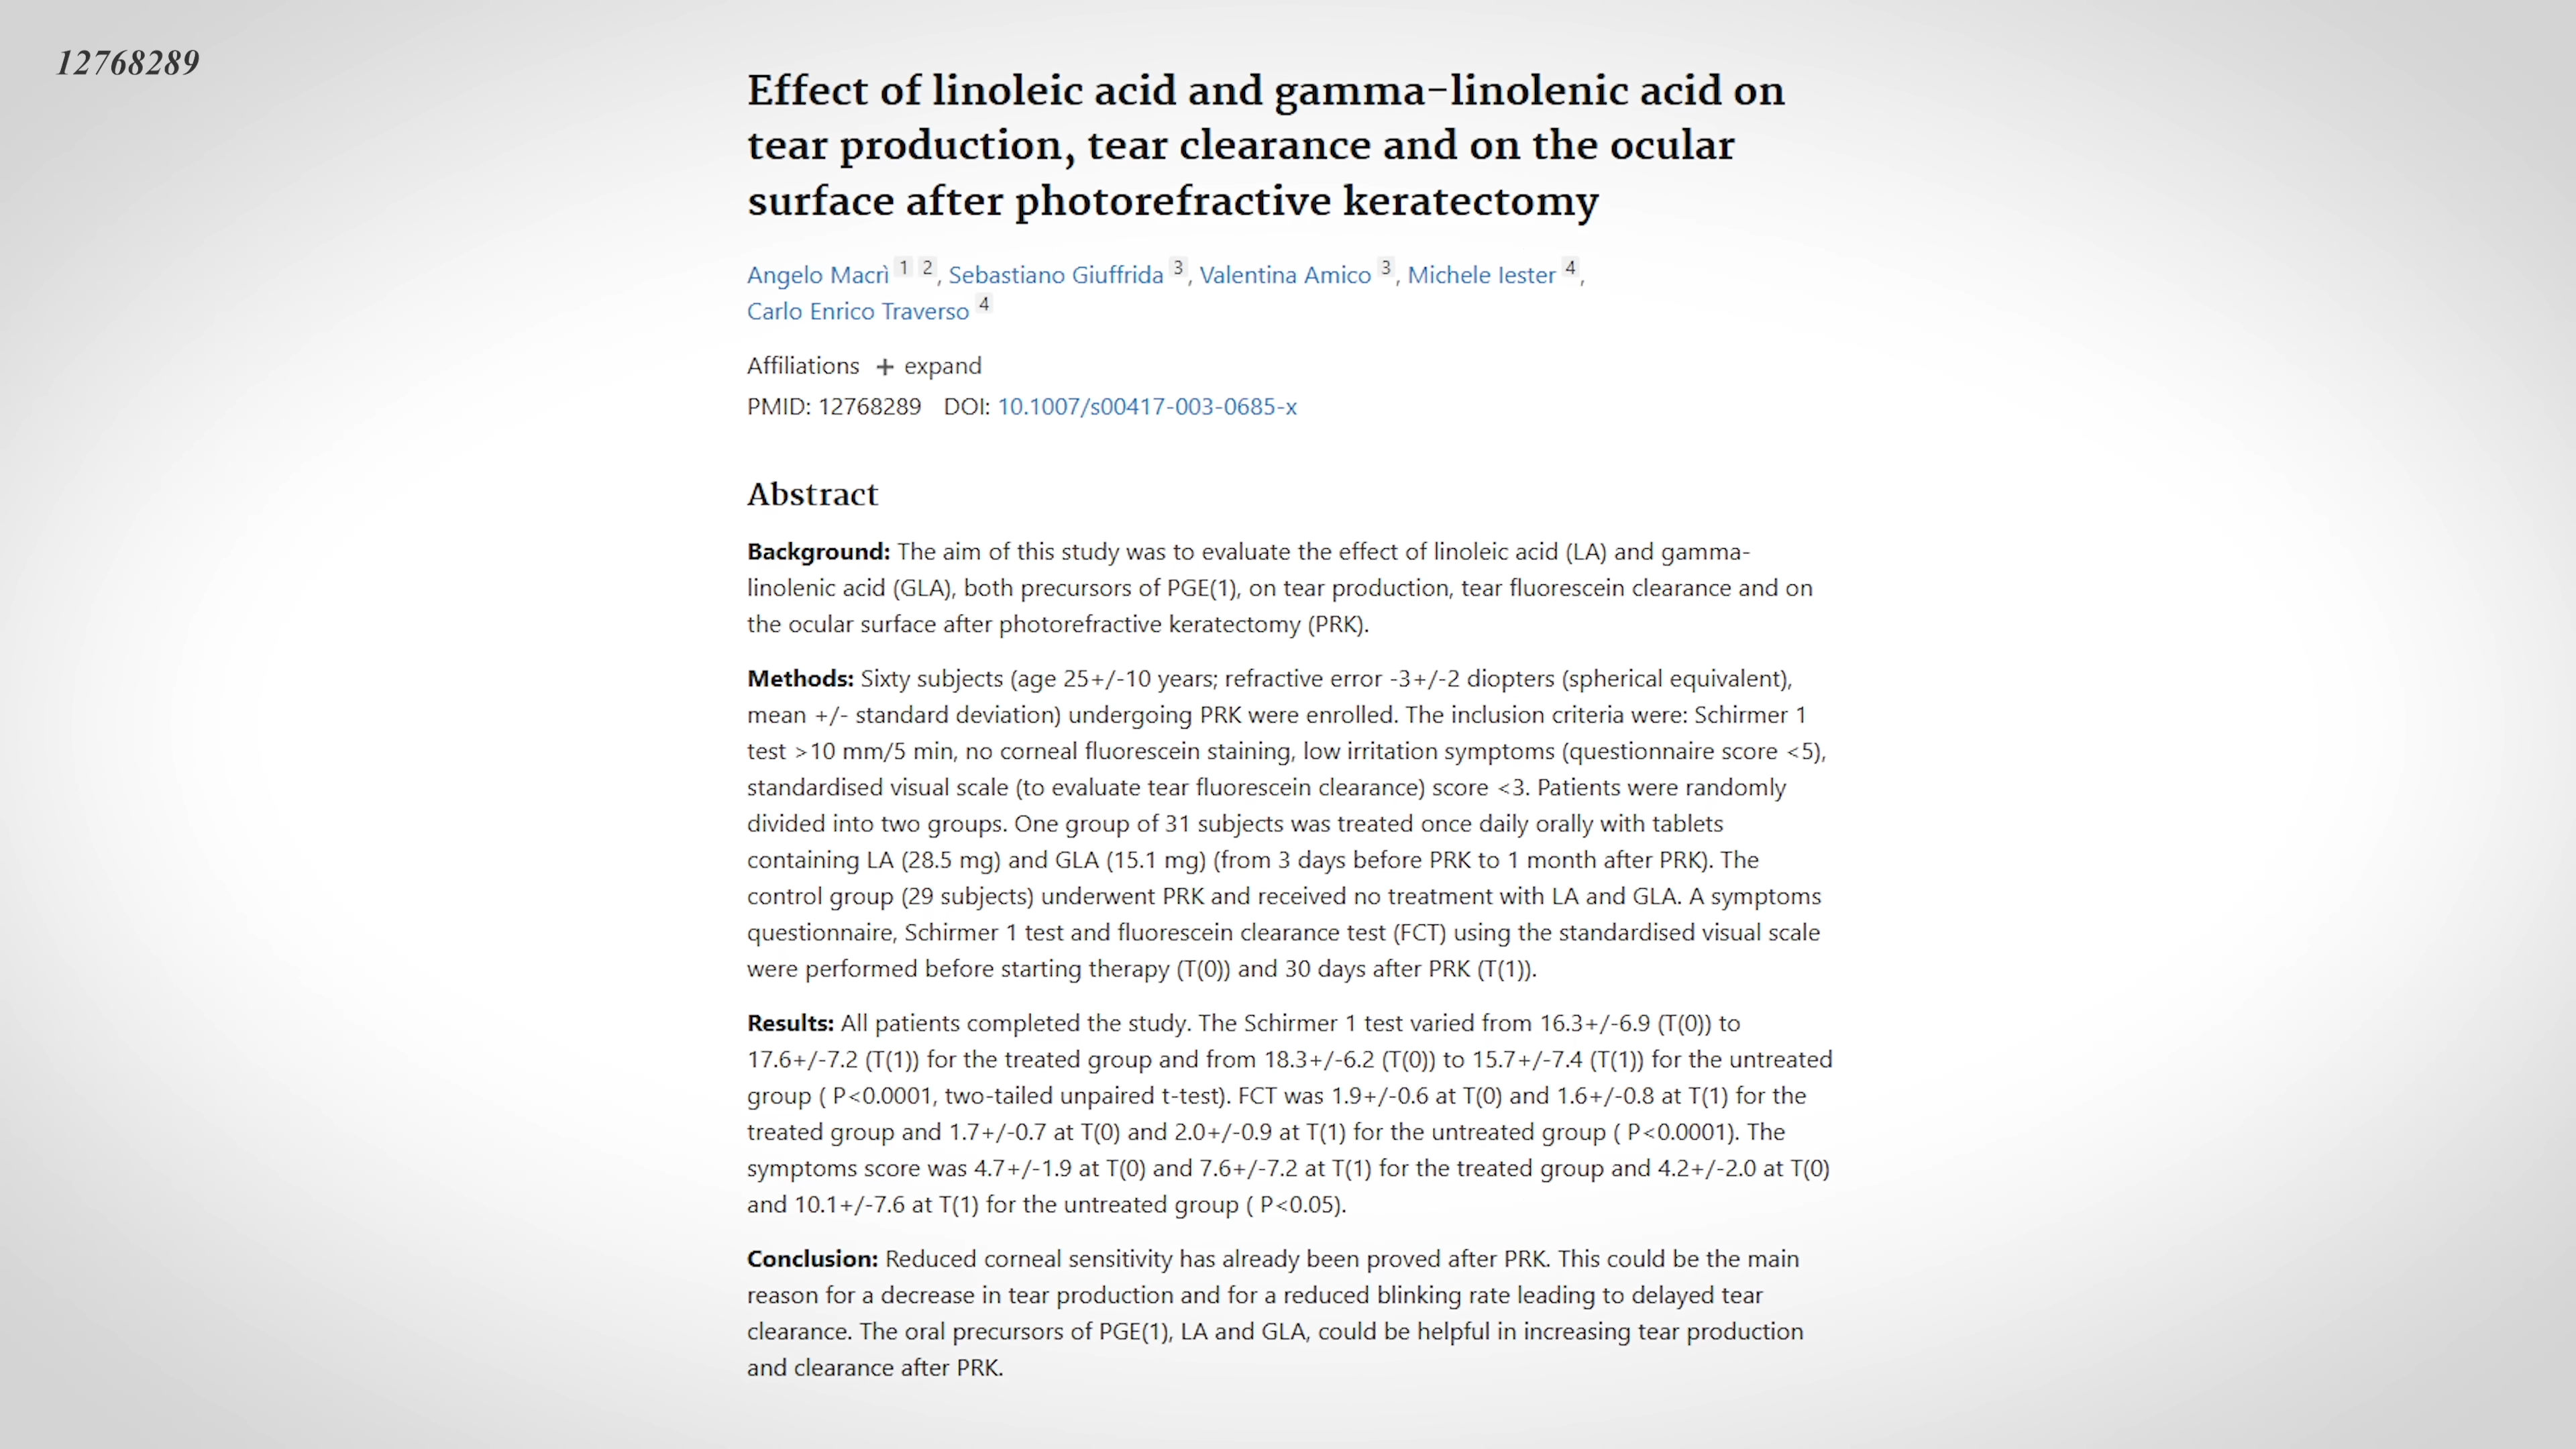 12768289
Effect of linoleic acid and gamma-linolenic acid on
tear production, tear clearance and on the ocular
surface after photorefractive keratectomy
Angelo Macrì 1 2, Sebastiano Giuffrida 3, Valentina Amico 3, Michele Iester 4,
Carlo Enrico Traverso 4
Affiliations + expand
PMID: 12768289 DOI: 10.1007/s00417-003-0685-x
Abstract
Background: The aim of this study was to evaluate the effect of linoleic acid (LA) and gamma-
linolenic acid (GLA), both precursors of PGE(1), on tear production, tear fluorescein clearance and on
the ocular surface after photorefractive keratectomy (PRK).
Methods: Sixty subjects (age 25+/-10 years; refractive error -3+/-2 diopters (spherical equivalent),
mean +/- standard deviation) undergoing PRK were enrolled. The inclusion criteria were: Schirmer 1
test >10 mm/5 min, no corneal fluorescein staining, low irritation symptoms (questionnaire score <5),
standardised visual scale (to evaluate tear fluorescein clearance) score <3. Patients were randomly
divided into two groups. One group of 31 subjects was treated once daily orally with tablets
containing LA (28.5 mg) and GLA (15.1 mg) (from 3 days before PRK to 1 month after PRK). The
control group (29 subjects) underwent PRK and received no treatment with LA and GLA. A symptoms
questionnaire, Schirmer 1 test and fluorescein clearance test (FCT) using the standardised visual scale
were performed before starting therapy (T(0)) and 30 days after PRK (T(1)).
Results: All patients completed the study. The Schirmer 1 test varied from 16.3+/-6.9 (T(0)) to
17.6+/-7.2 (T(1)) for the treated group and from 18.3+/-6.2 (T(0)) to 15.7+/-7.4 (T(1)) for the untreated
group ( P<0.0001, two-tailed unpaired t-test). FCT was 1.9+/-0.6 at T(0) and 1.6+/-0.8 at T(1) for the
treated group and 1.7+/-0.7 at T(0) and 2.0+/-0.9 at T(1) for the untreated group ( P<0.0001). The
symptoms score was 4.7+/-1.9 at T(0) and 7.6+/-7.2 at T(1) for the treated group and 4.2+/-2.0 at T(0)
and 10.1+/-7.6 at T(1) for the untreated group ( P<0.05).
Conclusion: Reduced corneal sensitivity has already been proved after PRK. This could be the main
reason for a decrease in tear production and for a reduced blinking rate leading to delayed tear
clearance. The oral precursors of PGE(1), LA and GLA, could be helpful in increasing tear production
and clearance after PRK.